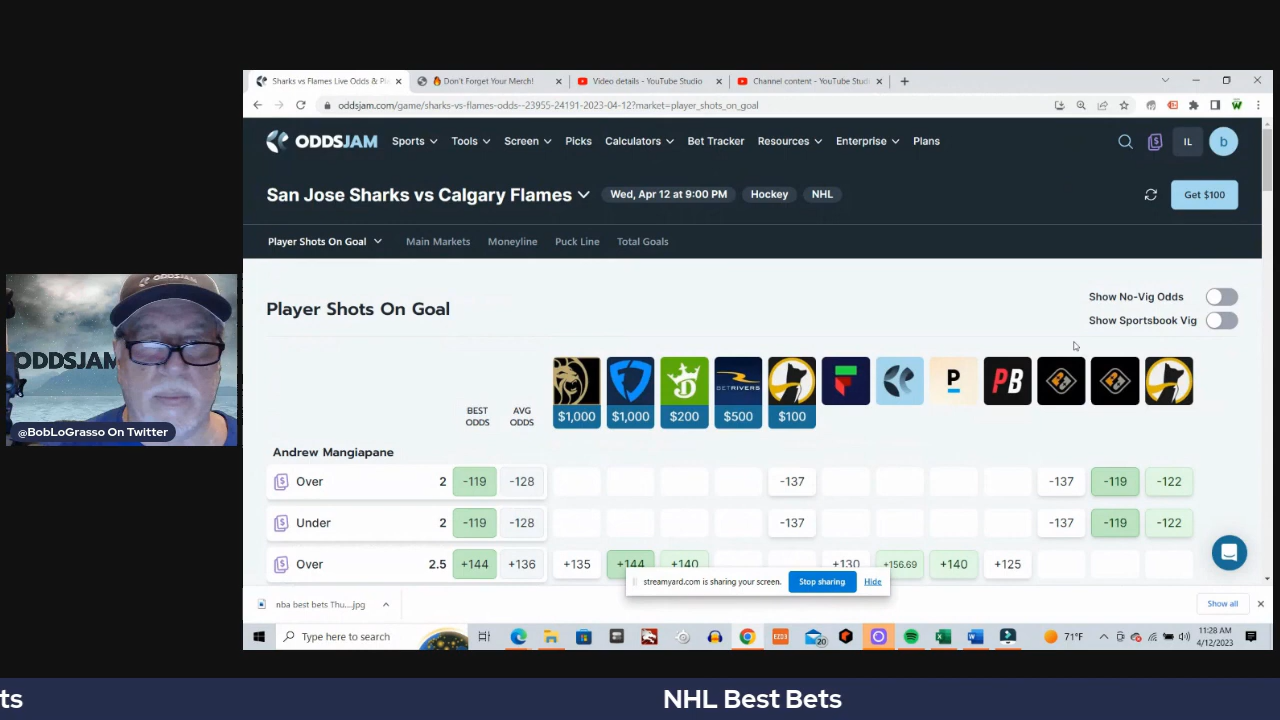 Sharks vs Flames Live Odds & Pl
Don't Forget Your Merch!
Video details - YouTube Studio
Channel content - YouTube Stud
oddsjam.com/game/sharks-vs-flames-odds--23955-24191-2023-04-12?market=player_shots_on_goal
ODDSJAM Sports Tools Screen Picks Calculators Bet Tracker Resources Enterprise Plans IL b
San Jose Sharks vs Calgary Flames Wed, Apr 12 at 9:00 PM Hockey NHL Get $100
Player Shots On Goal Main Markets Moneyline Puck Line Total Goals
Player Shots On Goal
Show No-Vig Odds
Show Sportsbook Vig
BETRIVERS P PB
BEST ODDS AVG ODDS $1,000 $1,000 $200 $500 $100
Andrew Mangiapane
Over 2 -119 -128 -137 -137 -119 -122
Under 2 -119 -128 -137 -137 -119 -122
Over 2.5 +144 +136 +135 +144 +140 +130 +156.69 +140 +125
streamyard.com is sharing your screen. Stop sharing Hide
nba best bets Thu....jpg Show all
Type here to search EZD3 20 71°F 11:28 AM
4/12/2023
ODDSJAM
@BobLoGrasso On Twitter
ts NHL Best Bets